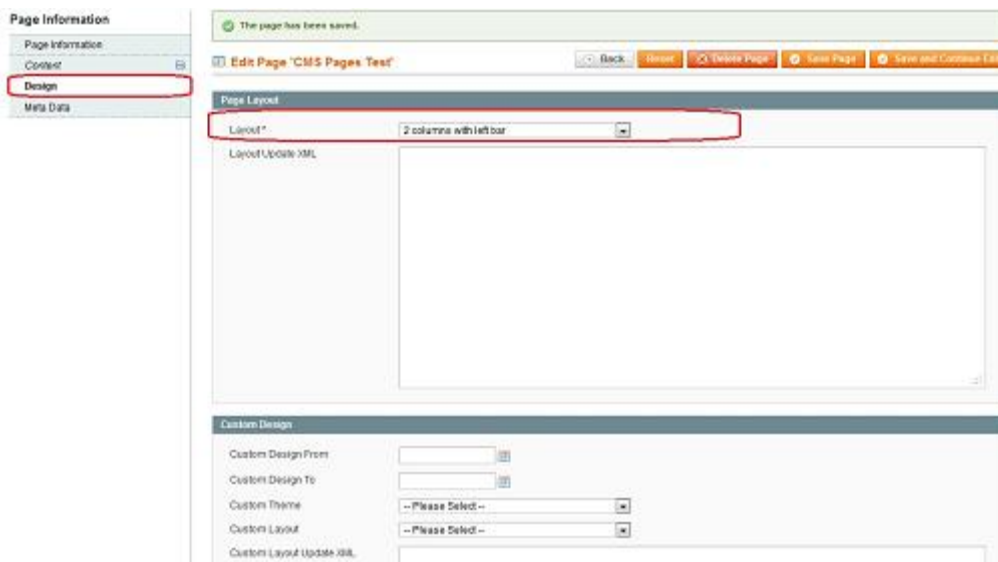 Page Information
Page Information
Content
Design
Meta Data
The page has been saved.
Edit Page 'CMS Pages Test'
Back
Reset
Delete Page
Save Page
Save and Continue Edit
Page Layout
Layout *
2 columns with left bar
Layout Update XML
Custom Design
Custom Design From
Custom Design To
Custom Theme
-- Please Select --
Custom Layout
-- Please Select --
Custom Layout Update XML